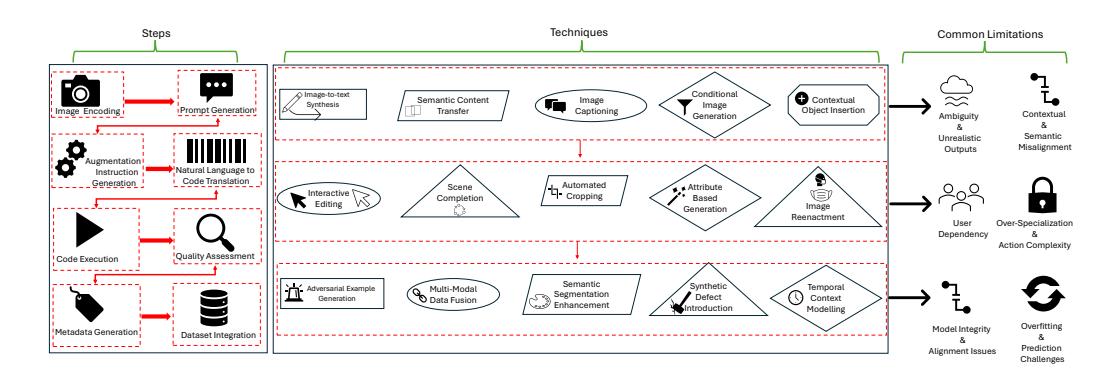 Steps
Techniques
Common Limitations
Image Encoding
Prompt Generation
Augmentation
Instruction
Generation
Natural Language to
Code Translation
Code Execution
Quality Assessment
Metadata Generation
Dataset Integration
Image-to-text
Synthesis
Semantic Content
Transfer
Image
Captioning
Conditional
Image
Generation
Contextual
Object Insertion
Interactive
Editing
Scene
Completion
Automated
Cropping
Attribute
Based
Generation
Image
Reenactment
Adversarial Example
Generation
Multi-Modal
Data Fusion
Semantic
Segmentation
Enhancement
Synthetic
Defect
Introduction
Temporal
Context
Modelling
Ambiguity
&
Unrealistic
Outputs
Contextual
&
Semantic
Misalignment
User
Dependency
Over-Specialization
&
Action Complexity
Model Integrity
&
Alignment Issues
Overfitting
&
Prediction
Challenges